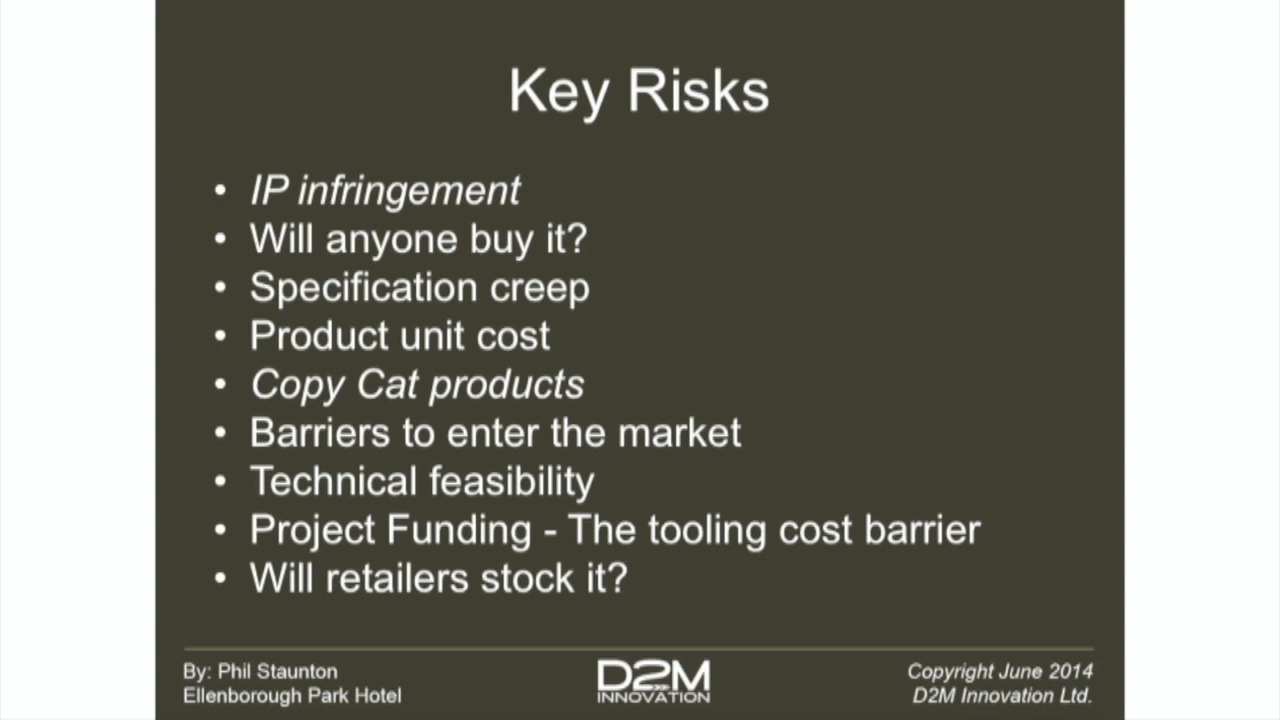 Key Risks
• IP infringement
• Will anyone buy it?
• Specification creep
• Product unit cost
• Copy Cat products
• Barriers to enter the market
• Technical feasibility
• Project Funding - The tooling cost barrier
• Will retailers stock it?
By: Phil Staunton
Ellenborough Park Hotel
D2M
INNOVATION
Copyright June 2014
D2M Innovation Ltd.